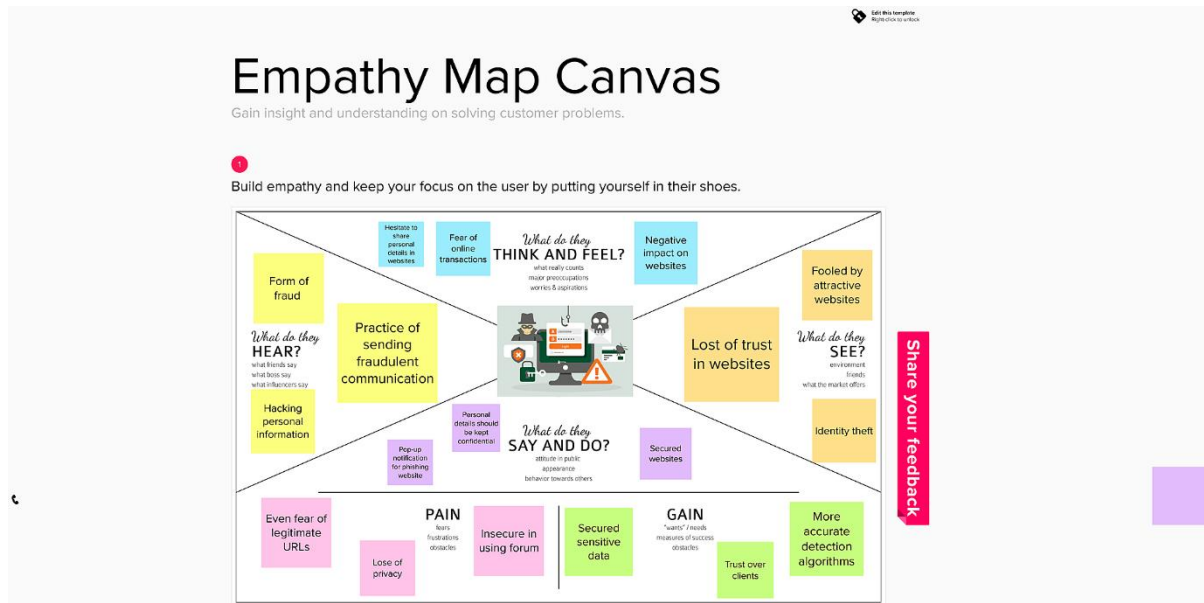 Edit this template
Right-click to unlock
Empathy Map Canvas
Gain insight and understanding on solving customer problems.
1
Build empathy and keep your focus on the user by putting yourself in their shoes.
Hesitate to
share
personal
details in
websites
Fear of
online
transactions
What do they
THINK AND FEEL?
what really counts
major preoccupations
worries & aspirations
Negative
impact on
websites
Form of
fraud
Practice of
sending
fraudulent
communication
What do they
HEAR?
what friends say
what boss say
what influencers say
Hacking
personal
information
Fooled by
attractive
websites
Lost of trust
in websites
What do they
SEE?
environment
friends
what the market offers
Identity theft
Personal
details should
be kept
confidential
Pop-up
notification
for phishing
website
What do they
SAY AND DO?
attitude in public
appearance
behavior towards others
Secured
websites
Share your feedback
Even fear of
legitimate
URLs
Lose of
privacy
PAIN
fears
frustrations
obstacles
Insecure in
using forum
Secured
sensitive
data
GAIN
"wants" / needs
measures of success
obstacles
Trust over
clients
More
accurate
detection
algorithms